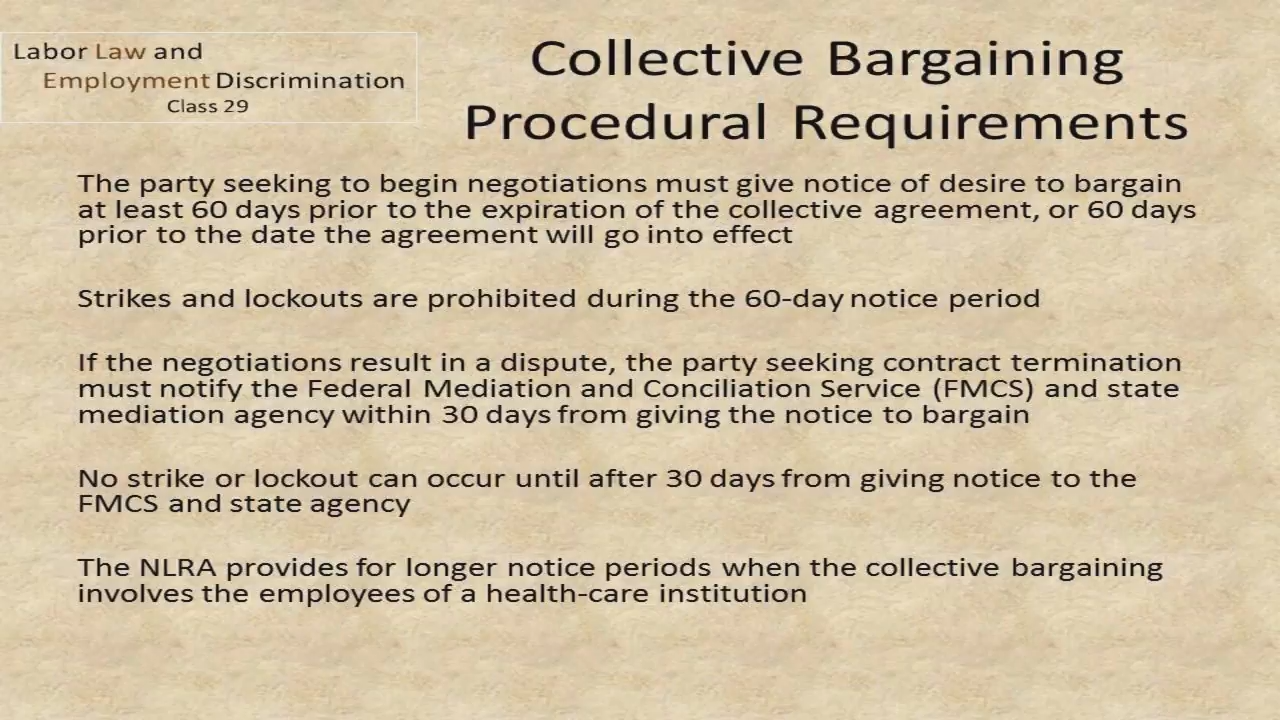 Labor Law and
Employment Discrimination
Class 29
Collective Bargaining
Procedural Requirements
The party seeking to begin negotiations must give notice of desire to bargain
at least 60 days prior to the expiration of the collective agreement, or 60 days
prior to the date the agreement will go into effect
Strikes and lockouts are prohibited during the 60-day notice period
If the negotiations result in a dispute, the party seeking contract termination
must notify the Federal Mediation and Conciliation Service (FMCS) and state
mediation agency within 30 days from giving the notice to bargain
No strike or lockout can occur until after 30 days from giving notice to the
FMCS and state agency
The NLRA provides for longer notice periods when the collective bargaining
involves the employees of a health-care institution